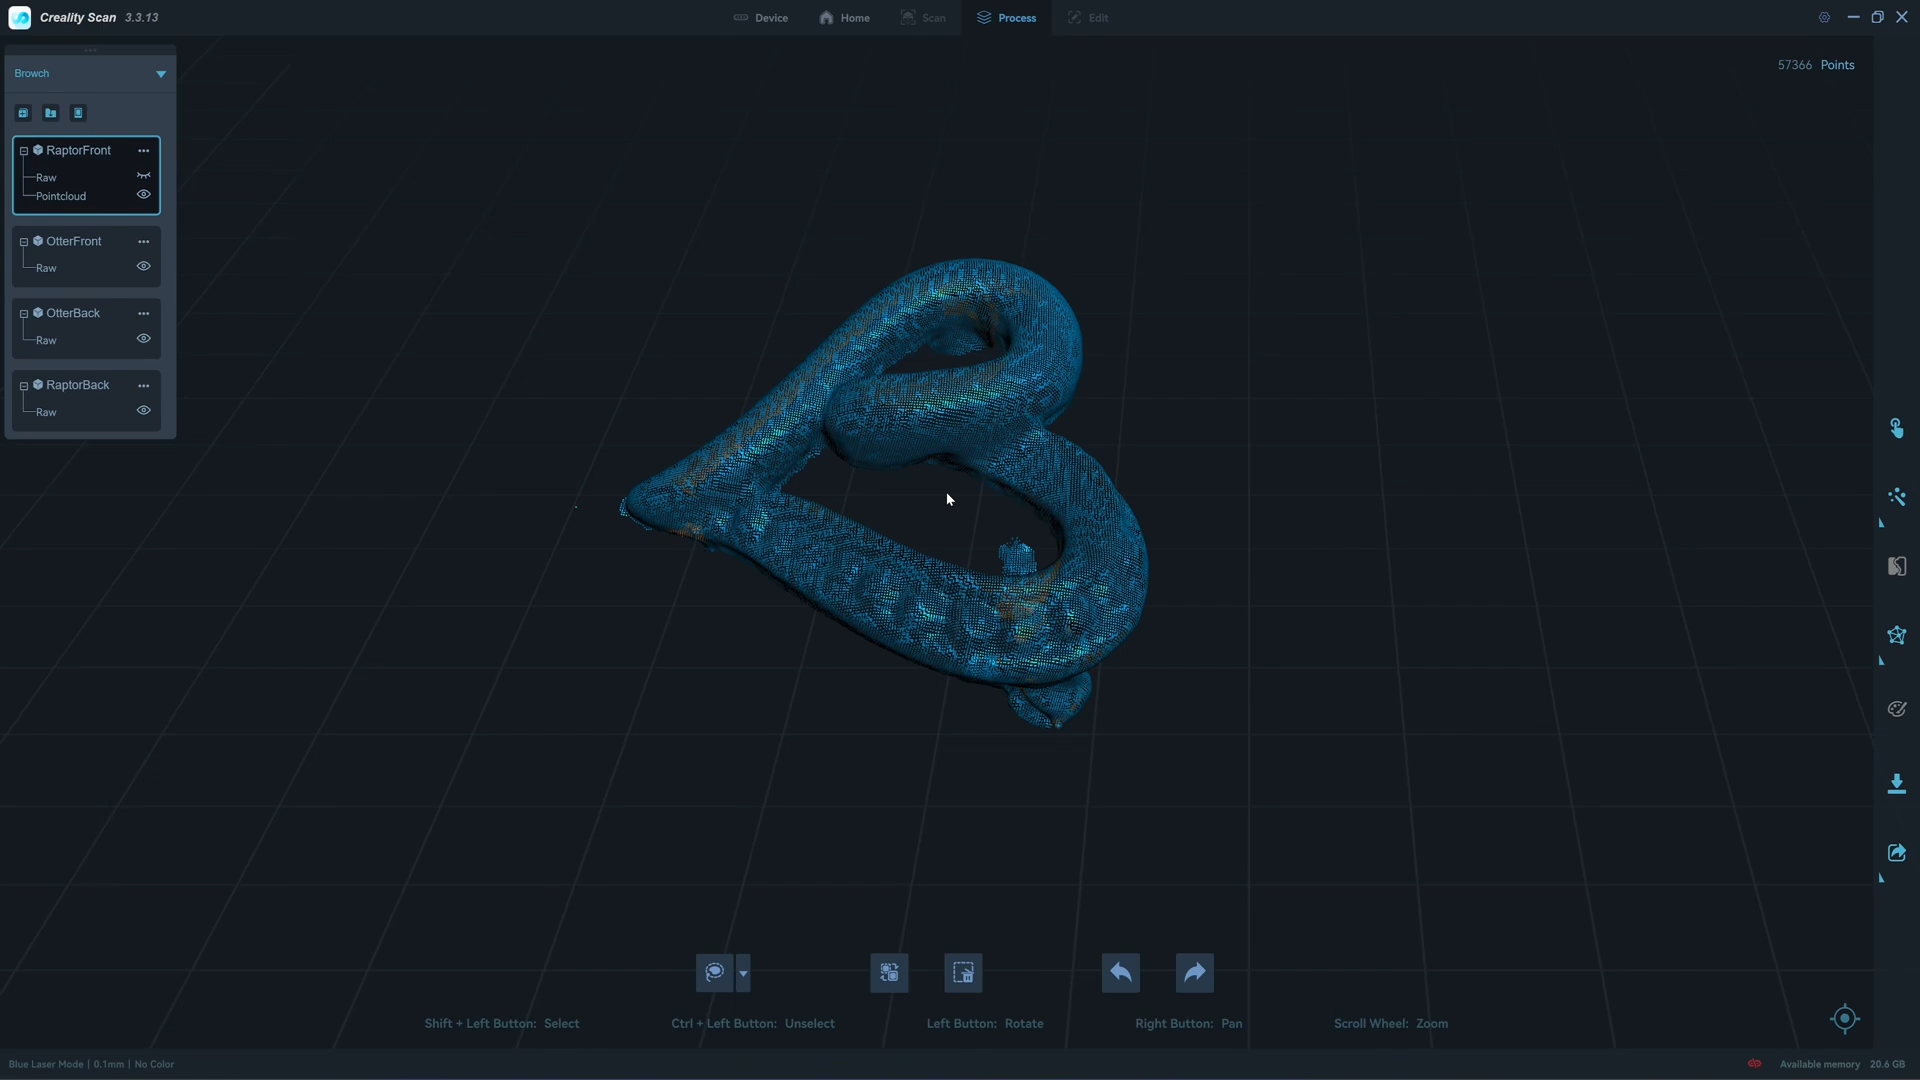 Creality Scan 3.3.13
Device
Home
Scan
Process
Edit
57366 Points
Browch
RaptorFront
Raw
Pointcloud
OtterFront
Raw
OtterBack
Raw
RaptorBack
Raw
Shift + Left Button: Select
Ctrl + Left Button: Unselect
Left Button: Rotate
Right Button: Pan
Scroll Wheel: Zoom
Blue Laser Mode | 0.1mm | No Color
Available memory 20.6 GB